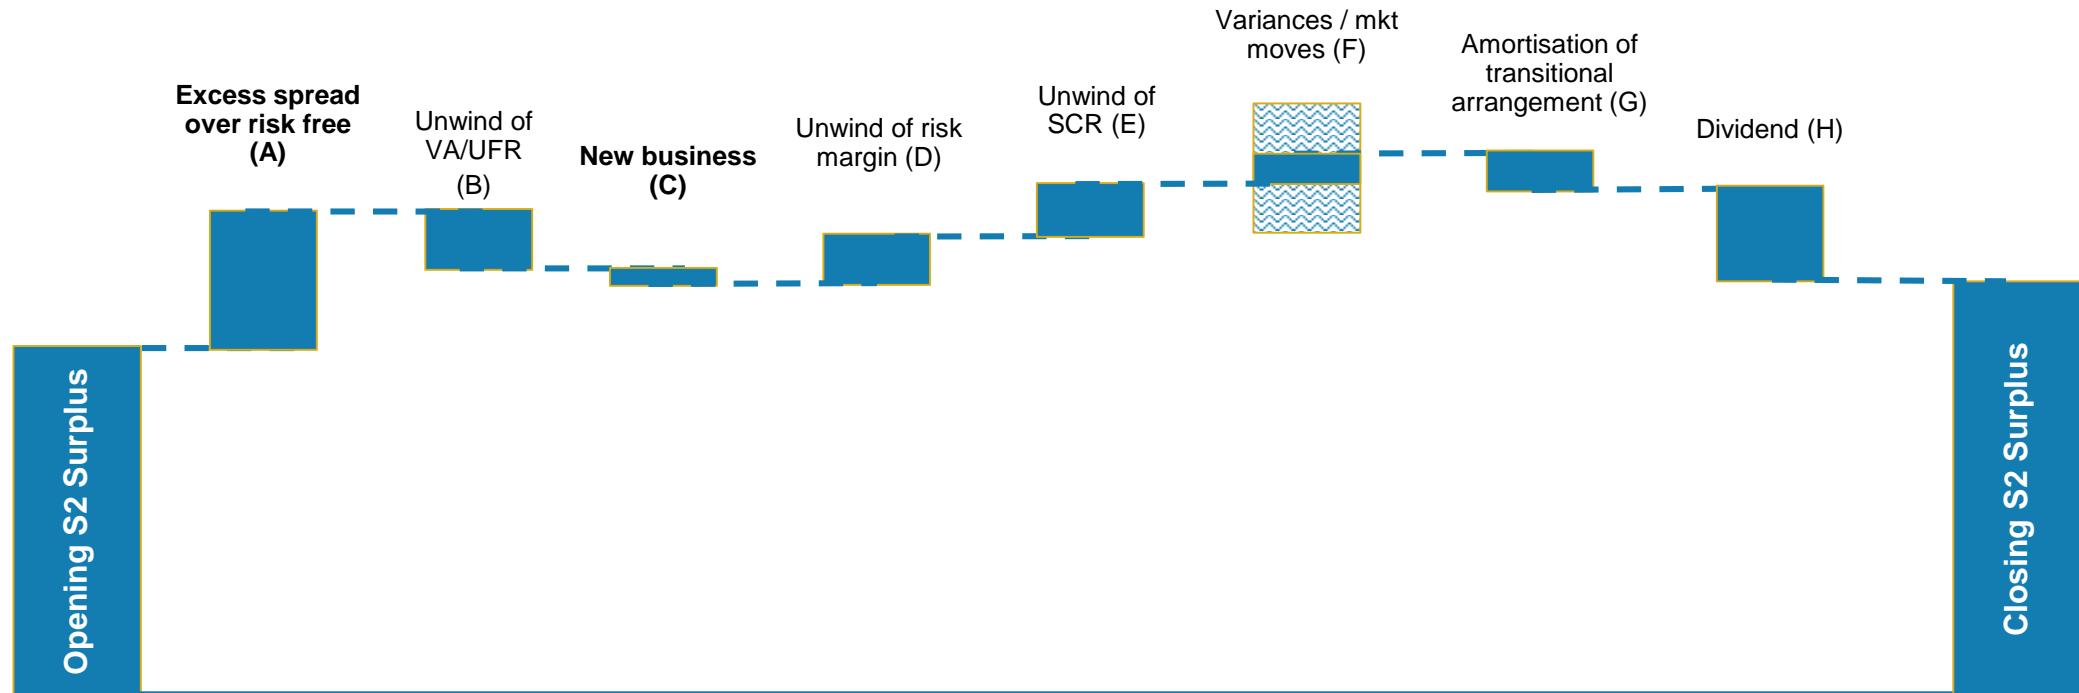 Opening S2 Surplus
Excess spread
over risk free
(A)
Unwind of
VA/UFR
(B)
New business
(C)
Unwind of risk
margin (D)
Unwind of
SCR (E)
Variances / mkt
moves (F)
Amortisation of
transitional
arrangement (G)
Dividend (H)
Closing S2 Surplus